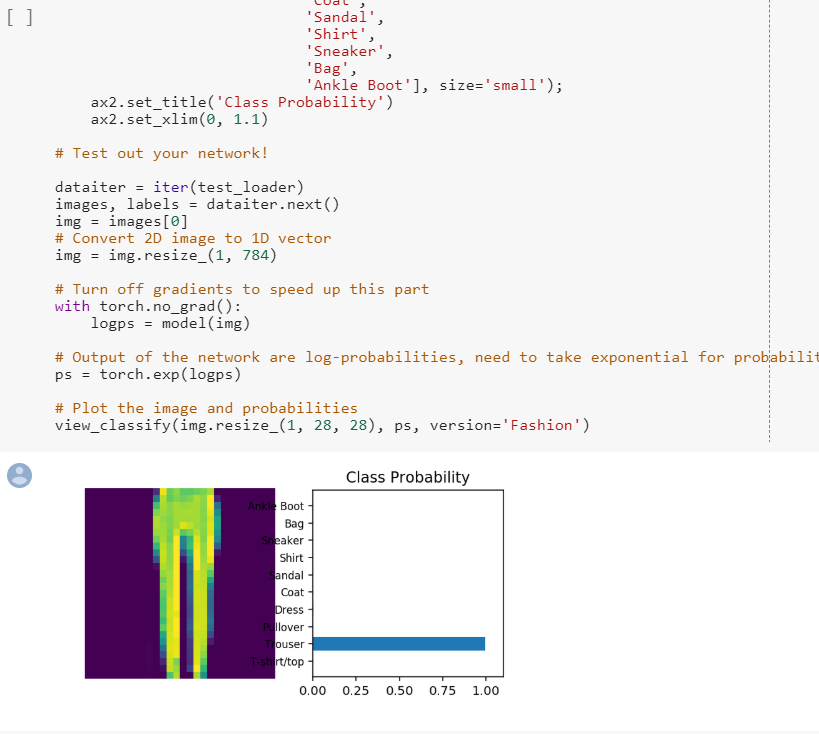 [ ]
'Coat',
'Sandal',
'Shirt',
'Sneaker',
'Bag',
'Ankle Boot'], size='small');
ax2.set_title('Class Probability')
ax2.set_xlim(0, 1.1)
# Test out your network!
dataiter = iter(test_loader)
images, labels = dataiter.next()
img = images[0]
# Convert 2D image to 1D vector
img = img.resize_(1, 784)
# Turn off gradients to speed up this part
with torch.no_grad():
logps = model(img)
# Output of the network are log-probabilities, need to take exponential for probabilit
ps = torch.exp(logps)
# Plot the image and probabilities
view_classify(img.resize_(1, 28, 28), ps, version='Fashion')
Class Probability
Ankle Boot
Bag
Sneaker
Shirt
Sandal
Coat
Dress
Pullover
Trouser
T-shirt/top
0.00 0.25 0.50 0.75 1.00